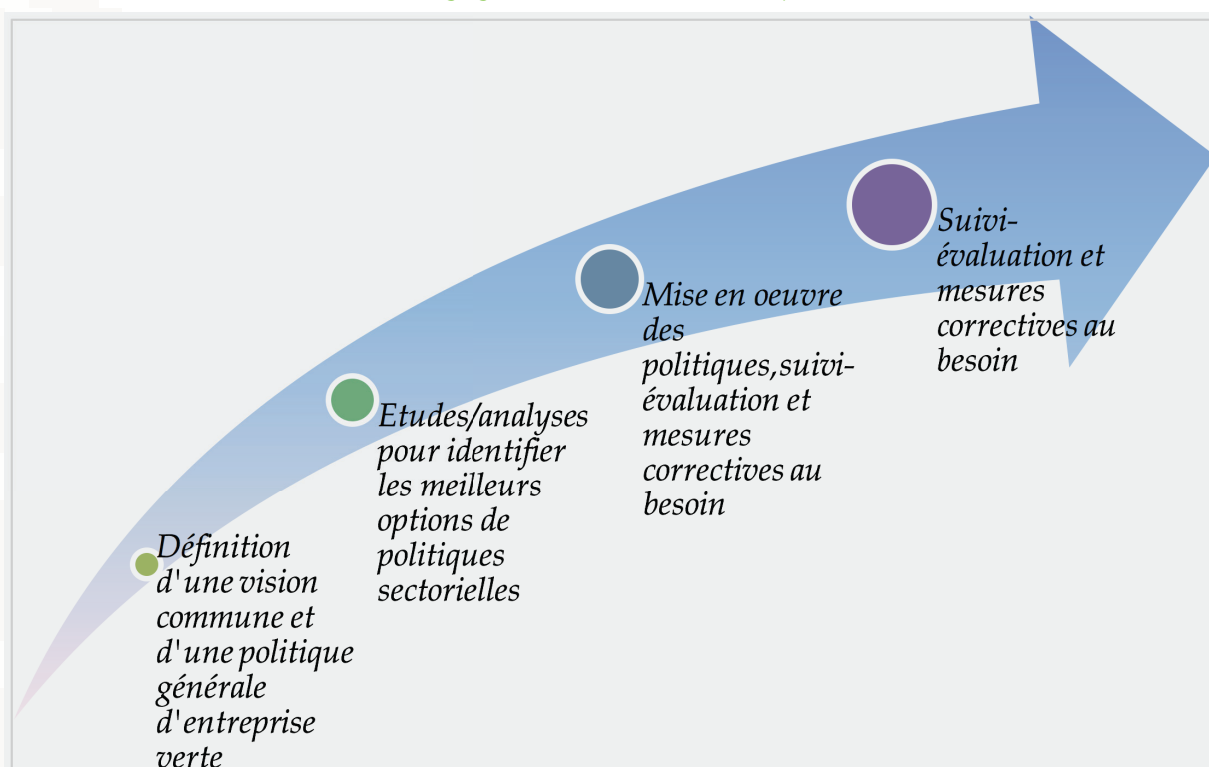 Définition
d'une vision
commune et
d'une politique
générale
d'entreprise
verte
Etudes/analyses
pour identifier
les meilleurs
options de
politiques
sectorielles
Mise en oeuvre
des
politiques,suivi-
évaluation et
mesures
correctives au
besoin
Suivi-
évaluation et
mesures
correctives au
besoin